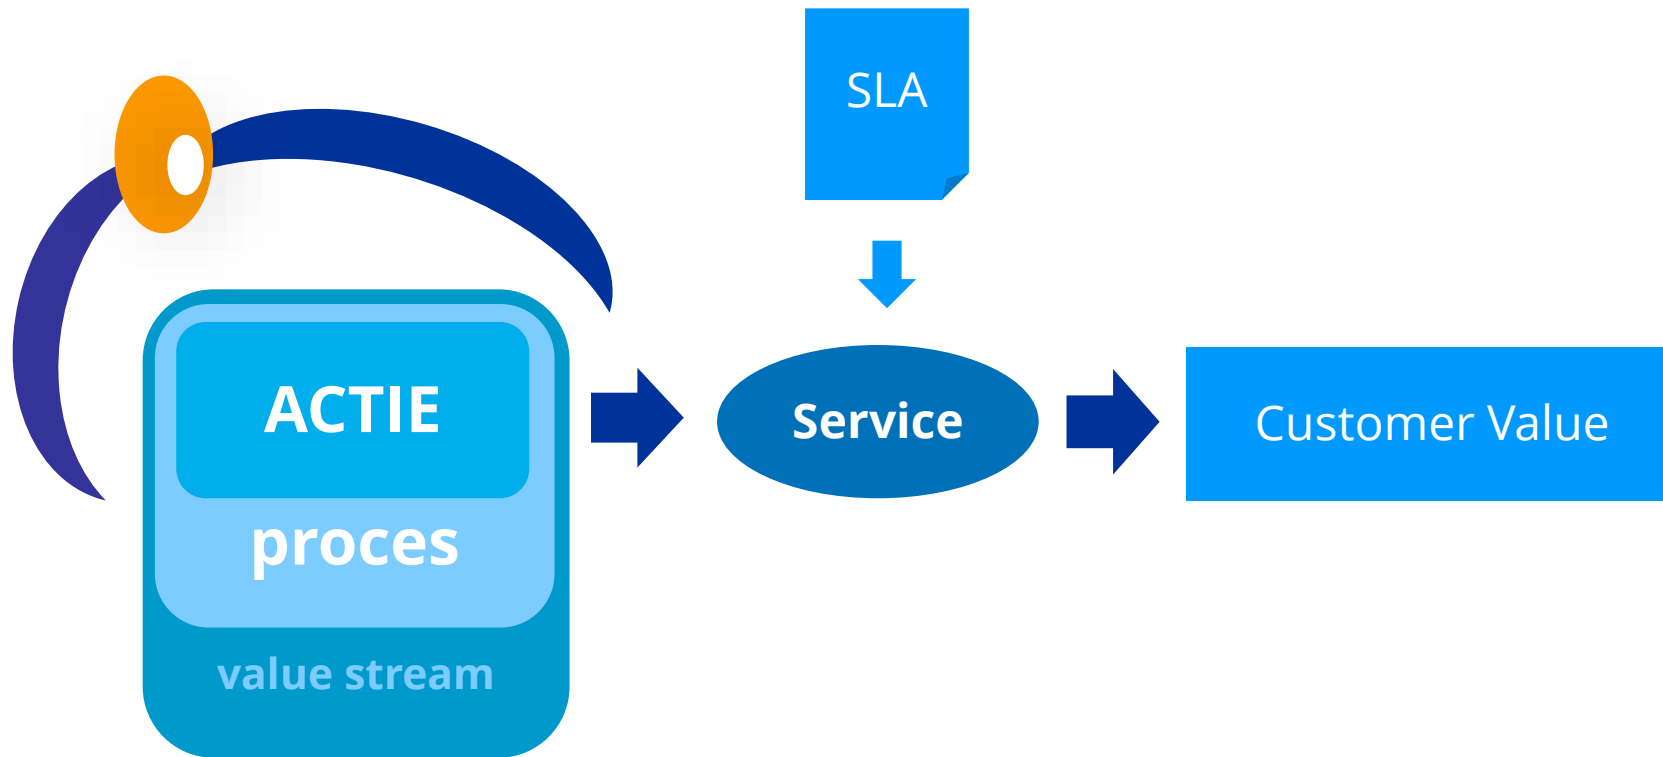 SLA
ACTIE
proces
value stream
Service
Customer Value